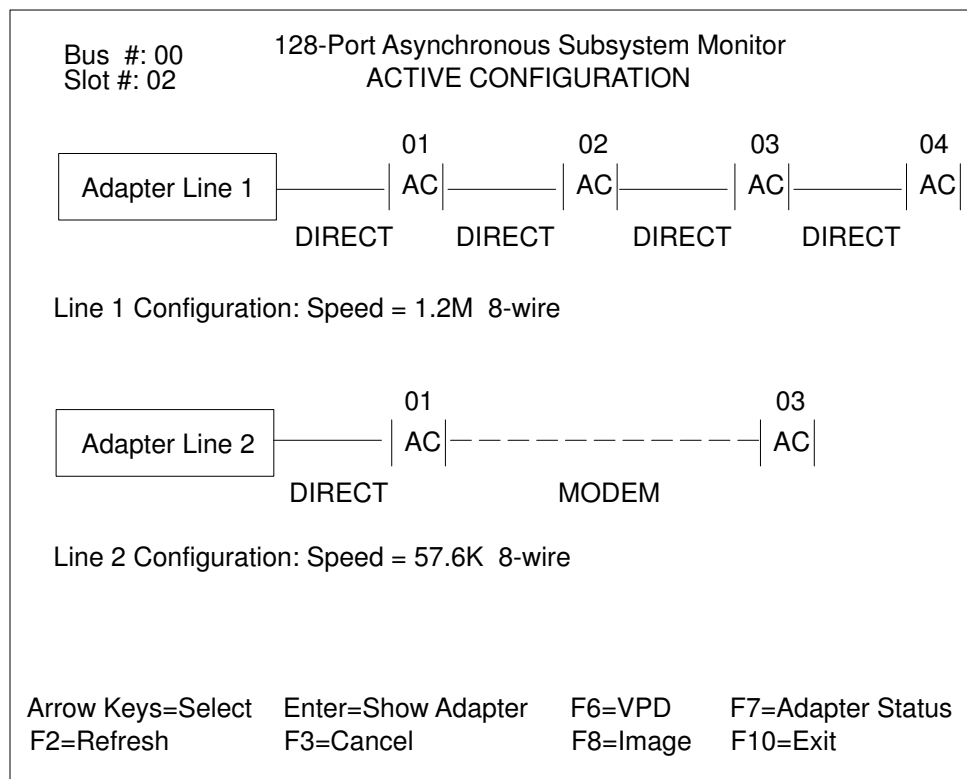 Bus #: 00
128-Port Asynchronous Subsystem Monitor
Slot #: 02
ACTIVE CONFIGURATION
01 02 03 04
Adapter Line 1 AC AC AC AC
DIRECT DIRECT DIRECT DIRECT
Line 1 Configuration: Speed = 1.2M 8-wire
01 03
Adapter Line 2 AC AC
DIRECT MODEM
Line 2 Configuration: Speed = 57.6K 8-wire
Arrow Keys=Select Enter=Show Adapter F6=VPD F7=Adapter Status
F2=Refresh F3=Cancel F8=Image F10=Exit